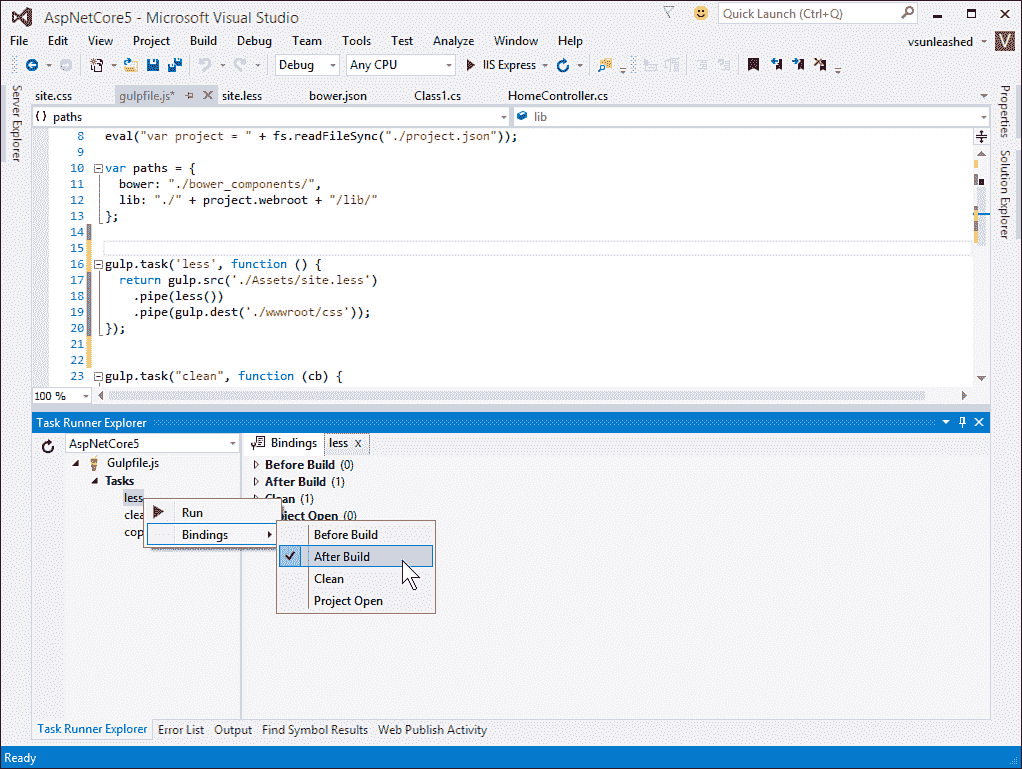 AspNetCore5 - Microsoft Visual Studio
Quick Launch (Ctrl+Q)
File Edit View Project Build Debug Team Tools Test Analyze Window Help
vsunleashed
Debug Any CPU IIS Express
Server Explorer
site.css gulpfile.js* site.less bower.json Class1.cs HomeController.cs
Properties
Solution Explorer
{} paths lib
8 eval("var project = " + fs.readFileSync("./project.json"));
9
10 var paths = {
11 bower: "./bower_components/",
12 lib: "./" + project.webroot + "/lib/"
13 };
14
15
16 gulp.task('less', function () {
17 return gulp.src('./Assets/site.less')
18 .pipe(less())
19 .pipe(gulp.dest('./wwwroot/css'));
20 });
21
22
23 gulp.task("clean", function (cb) {
100 %
Task Runner Explorer
AspNetCore5
Bindings less x
Gulpfile.js
Tasks
less
clea
cop
Before Build (0)
After Build (1)
Clean (1)
oject Open (0)
Run
Bindings
Before Build
After Build
Clean
Project Open
Task Runner Explorer Error List Output Find Symbol Results Web Publish Activity
Ready